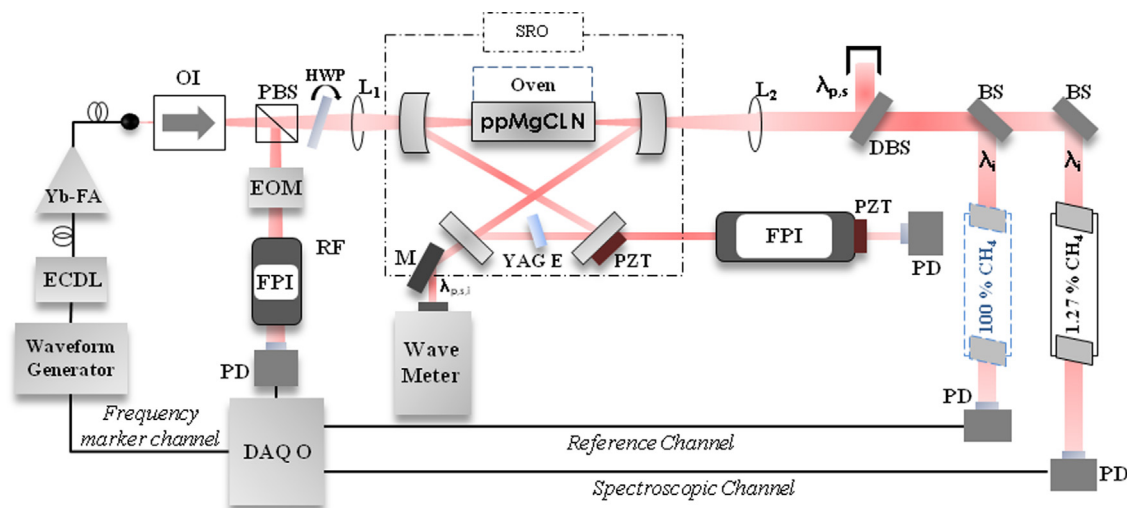 SRO
OI
PBS
HWP
L1
Oven
ppMgCLN
L2
λp,s
DBS
BS
BS
λi
λi
Yb-FA
EOM
ECDL
RF
FPI
M
YAG E
PZT
FPI
PZT
PD
λp,s,i
Wave
Meter
100 % CH4
1.27 % CH4
Waveform
Generator
PD
PD
PD
Frequency
marker channel
DAQ O
Reference Channel
Spectroscopic Channel